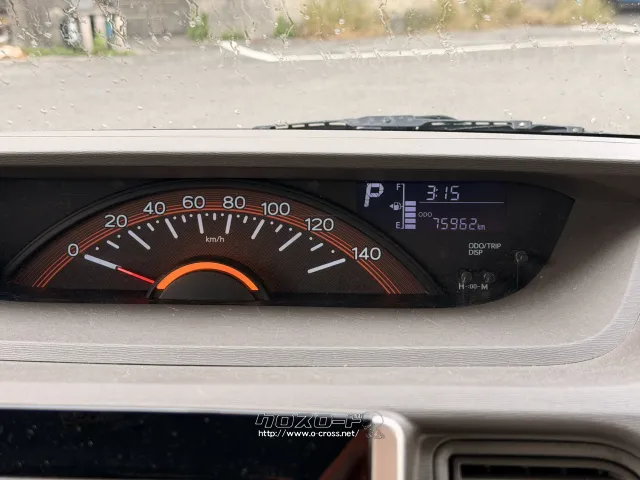 0 20 40 60 80 100 120 140
km/h
P
F
3:15
ODO
E
75962km
ODO/TRIP
DISP
H-:00-M
クロスロード
http://www.o-cross.net/